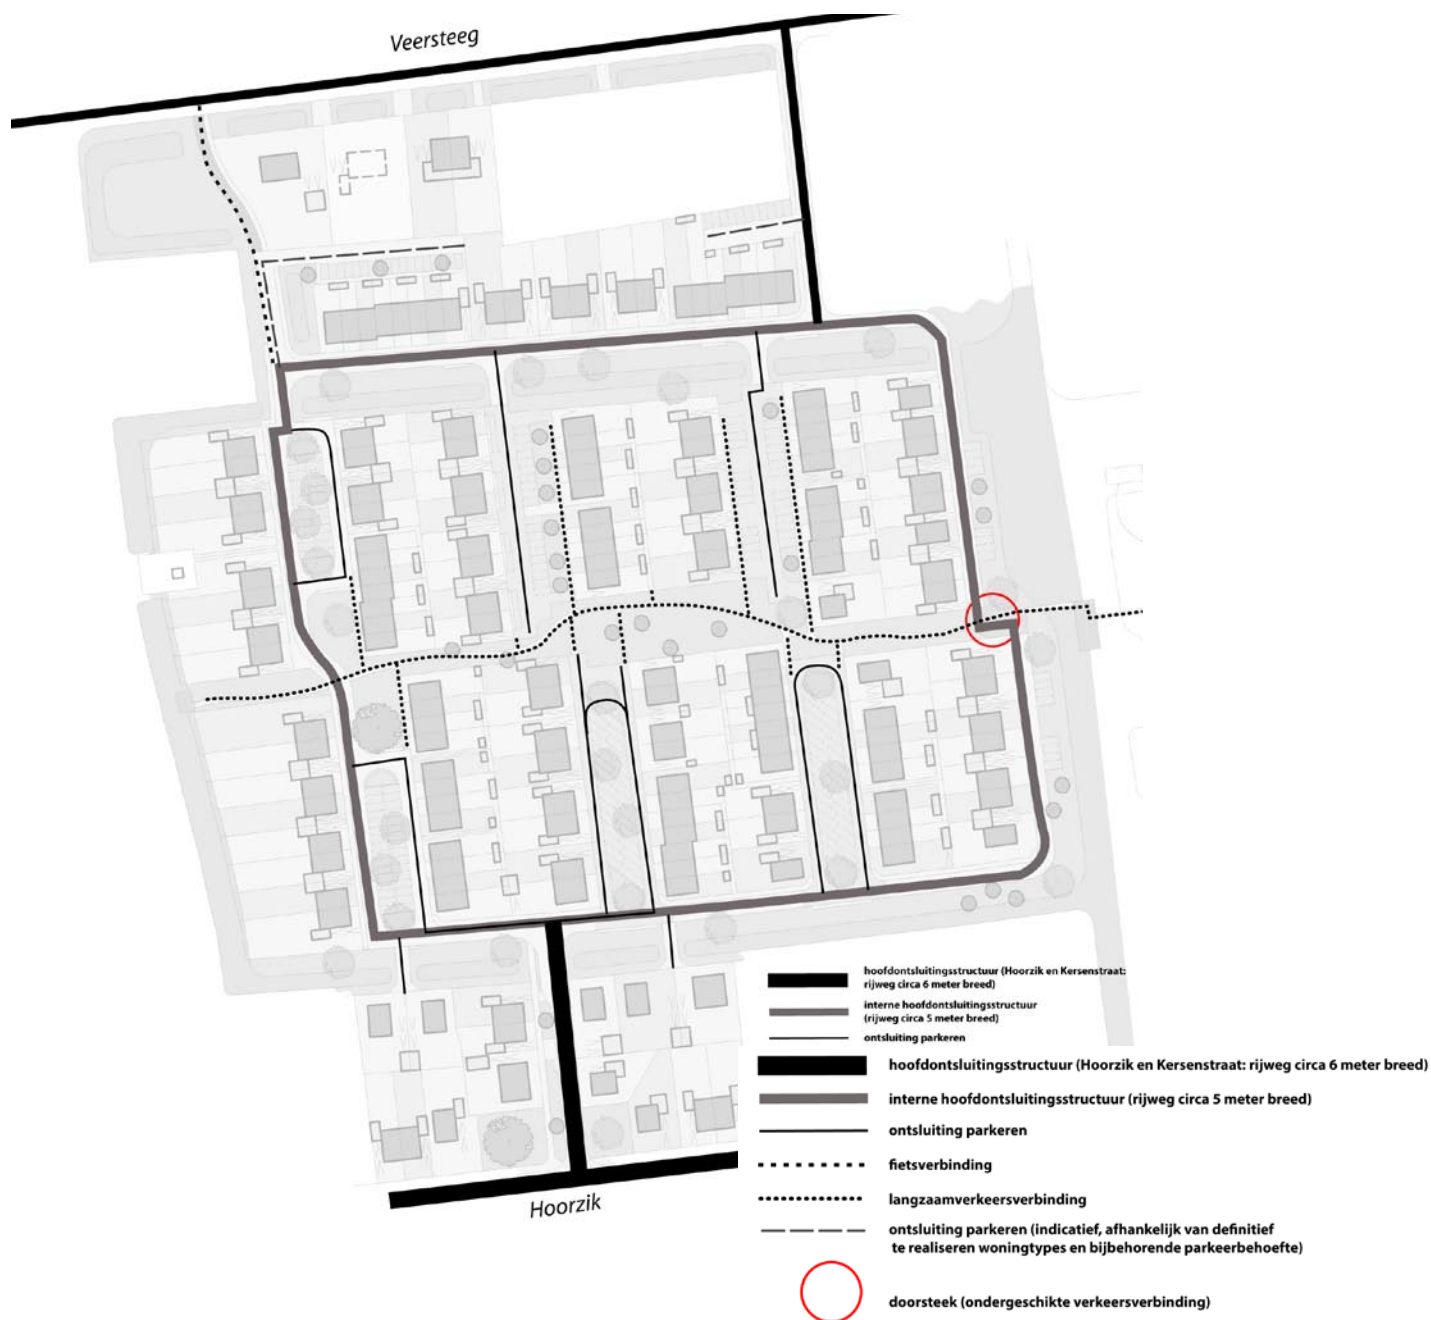 Veersteeg
hoofdontsluitingsstructuur (Hoorzik en Kersenstraat:
rijweg circa 6 meter breed)
interne hoofdontsluitingsstructuur
(rijweg circa 5 meter breed)
ontsluiting parkeren
hoofdontsluitingsstructuur (Hoorzik en Kersenstraat: rijweg circa 6 meter breed)
interne hoofdontsluitingsstructuur (rijweg circa 5 meter breed)
ontsluiting parkeren
fietsverbinding
langzaamverkeersverbinding
Hoorzik
ontsluiting parkeren (indicatief, afhankelijk van definitief
te realiseren woningtypes en bijbehorende parkeerbehoefte)
doorsteek (ondergeschikte verkeersverbinding)